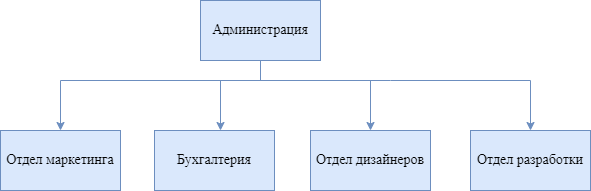 Администрация
Отдел маркетинга
Бухгалтерия
Отдел дизайнеров
Отдел разработки